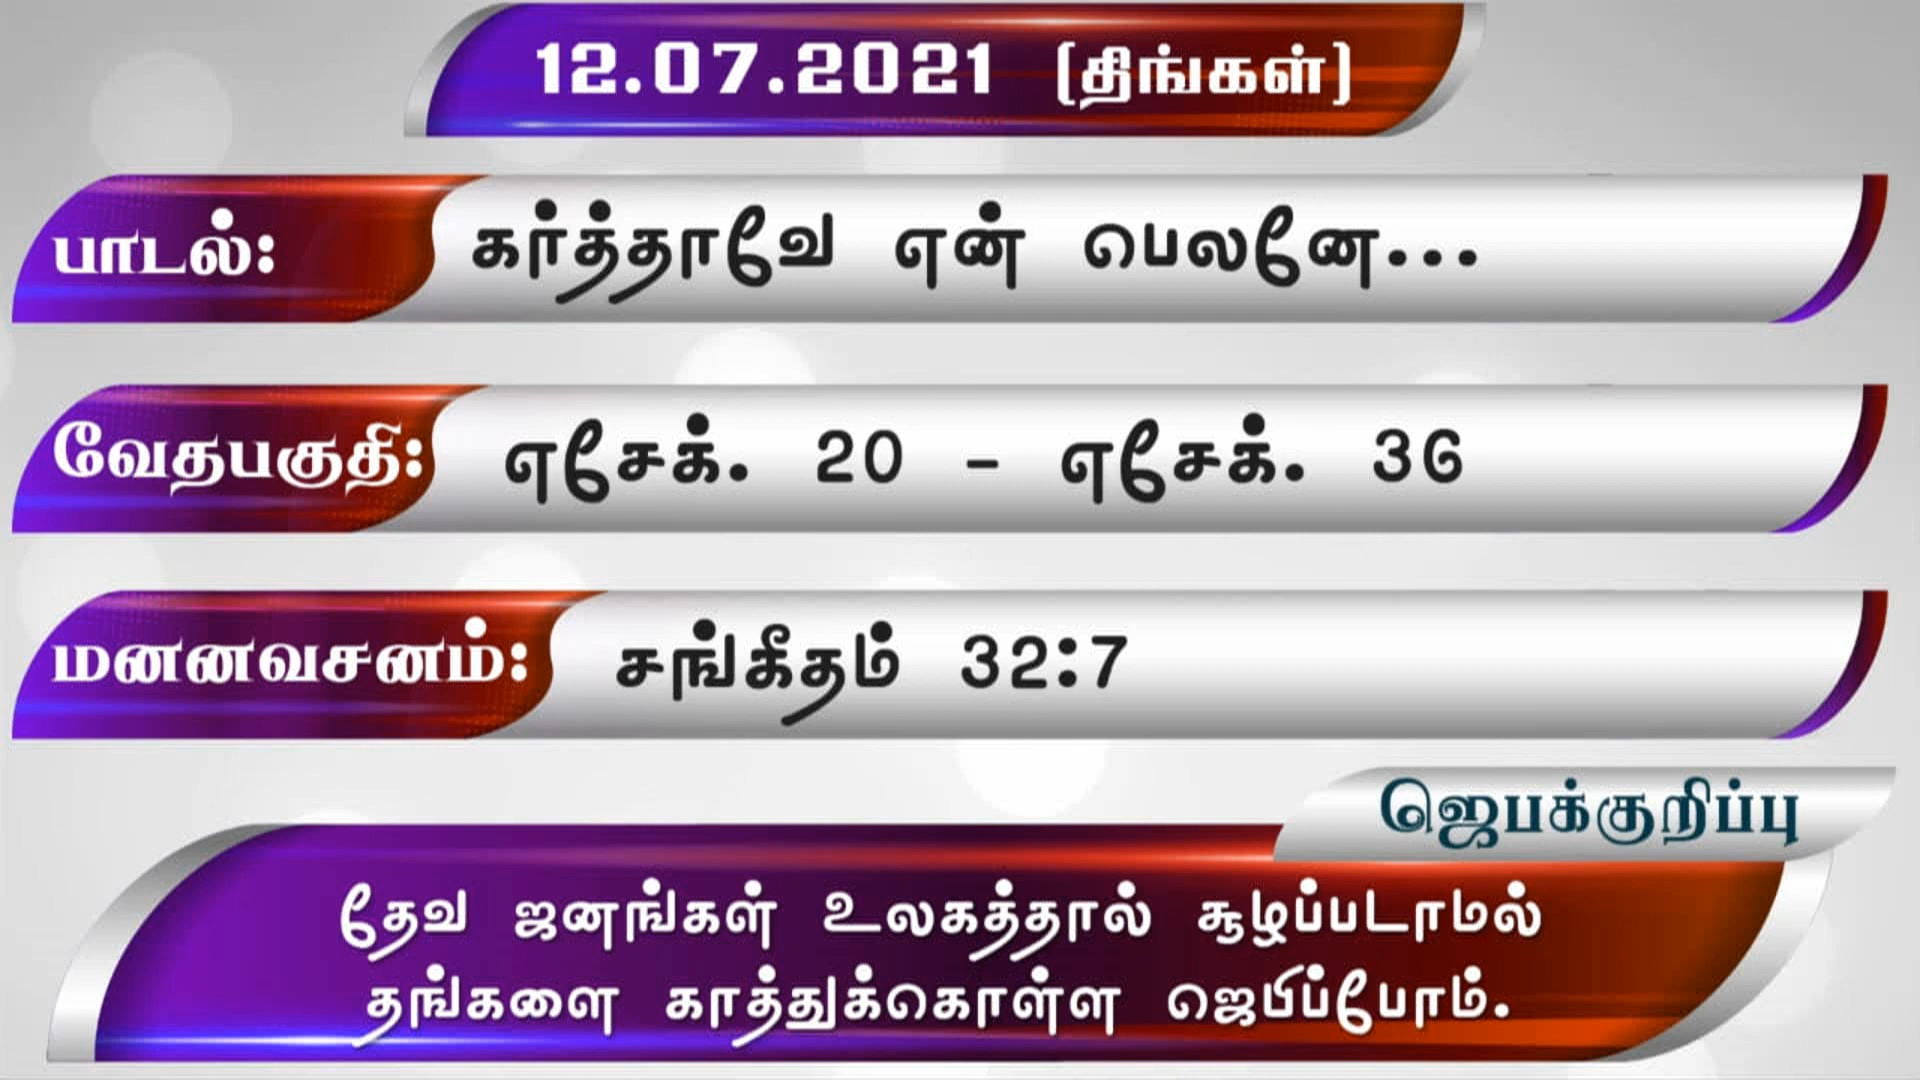 12.07.2021 (திங்கள்)
பாடல்: கர்த்தாவே என் பெலனே...
வேதபகுதி: எசேக். 20 - எசேக். 36
மனனவசனம்: சங்கீதம் 32:7
ஜெபக்குறிப்பு
தேவ ஜனங்கள் உலகத்தால் சூழப்படாமல்
தங்களை காத்துக்கொள்ள ஜெபிப்போம்.